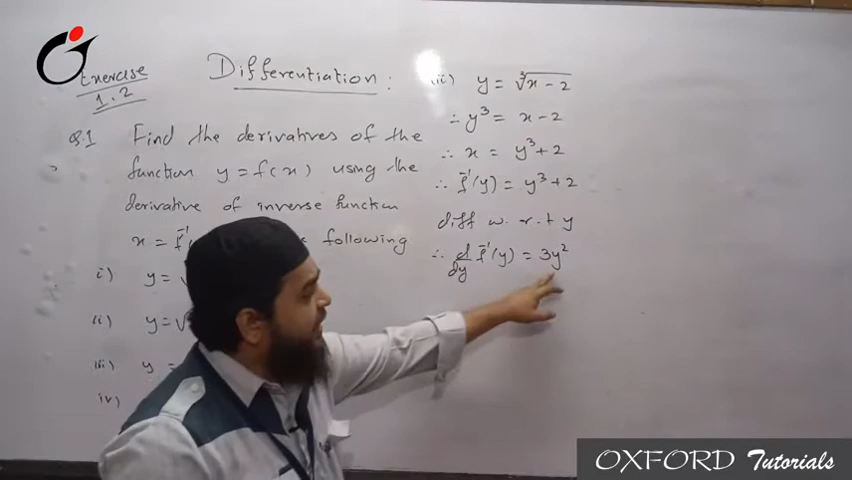 Exercise
1.2
Differentiation :
Q.1 Find the derivatives of the
function y = f(x) using the
derivative of inverse function
x = f⁻¹ following
i) y = √
ii) y = √
iii) y =
iv)
iii) y = ∛x - 2
∴ y³ = x - 2
∴ x = y³ + 2
∴ f⁻¹(y) = y³ + 2
diff w.r.t y
∴ d/dy f⁻¹(y) = 3y²
OXFORD Tutorials